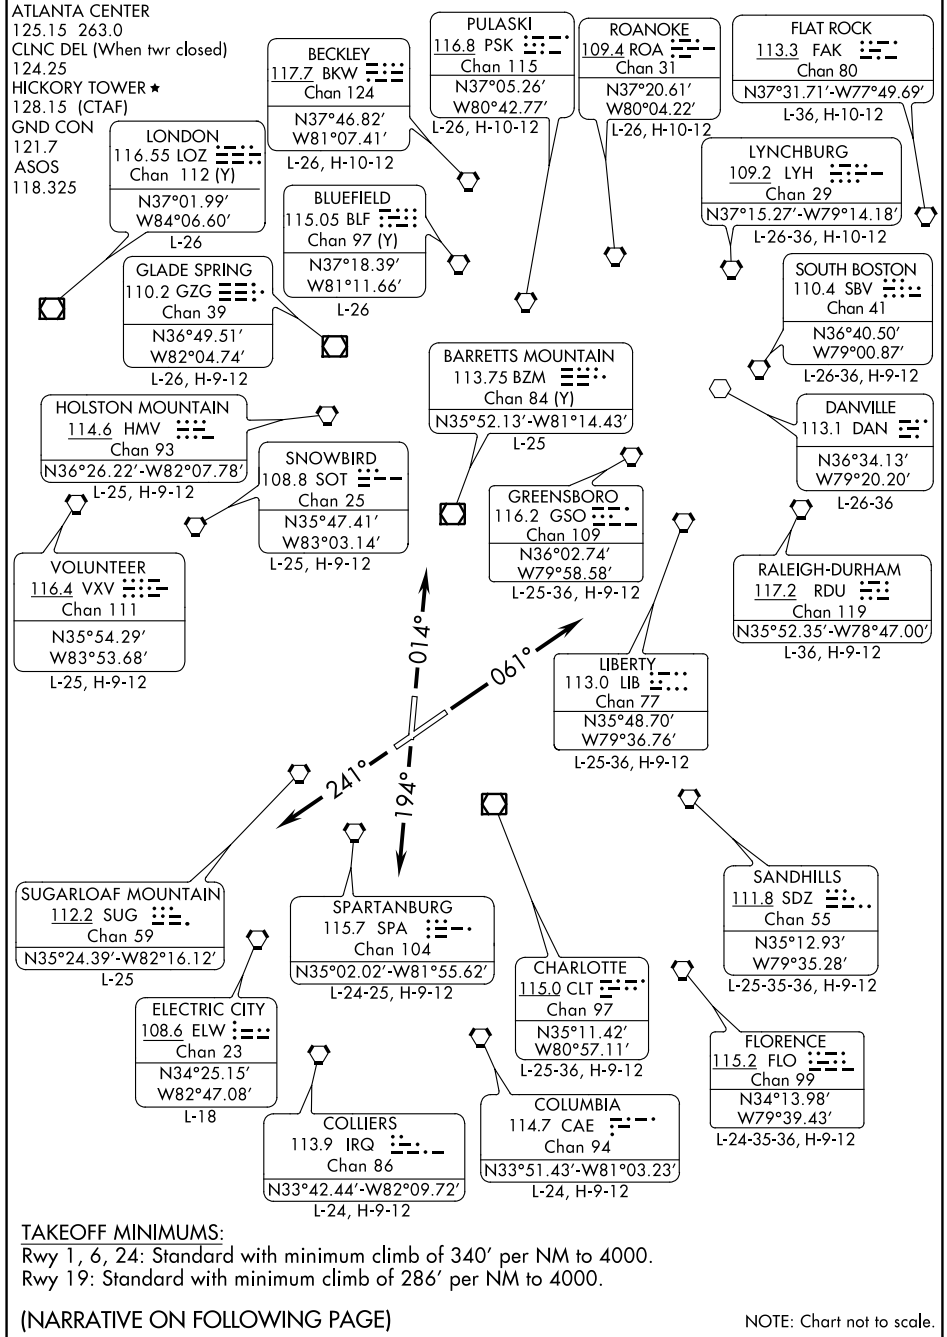 ATLANTA CENTER
125.15 263.0
CLNC DEL (When twr closed)
124.25
HICKORY TOWER ★
128.15 (CTAF)
GND CON
121.7
ASOS
118.325
LONDON
116.55 LOZ
Chan 112 (Y)
N37°01.99′
W84°06.60′
L-26
BECKLEY
117.7 BKW
Chan 124
N37°46.82′
W81°07.41′
L-26, H-10-12
PULASKI
116.8 PSK
Chan 115
N37°05.26′
W80°42.77′
L-26, H-10-12
ROANOKE
109.4 ROA
Chan 31
N37°20.61′
W80°04.22′
L-26, H-10-12
FLAT ROCK
113.3 FAK
Chan 80
N37°31.71′-W77°49.69′
L-36, H-10-12
LYNCHBURG
109.2 LYH
Chan 29
N37°15.27′-W79°14.18′
L-26-36, H-10-12
BLUEFIELD
115.05 BLF
Chan 97 (Y)
N37°18.39′
W81°11.66′
L-26
GLADE SPRING
110.2 GZG
Chan 39
N36°49.51′
W82°04.74′
L-26, H-9-12
SOUTH BOSTON
110.4 SBV
Chan 41
N36°40.50′
W79°00.87′
L-26-36, H-9-12
BARRETTS MOUNTAIN
113.75 BZM
Chan 84 (Y)
N35°52.13′-W81°14.43′
L-25
HOLSTON MOUNTAIN
114.6 HMV
Chan 93
N36°26.22′-W82°07.78′
L-25, H-9-12
DANVILLE
113.1 DAN
N36°34.13′
W79°20.20′
L-26-36
SNOWBIRD
108.8 SOT
Chan 25
N35°47.41′
W83°03.14′
L-25, H-9-12
GREENSBORO
116.2 GSO
Chan 109
N36°02.74′
W79°58.58′
L-25-36, H-9-12
VOLUNTEER
116.4 VXV
Chan 111
N35°54.29′
W83°53.68′
L-25, H-9-12
RALEIGH-DURHAM
117.2 RDU
Chan 119
N35°52.35′-W78°47.00′
L-36, H-9-12
LIBERTY
113.0 LIB
Chan 77
N35°48.70′
W79°36.76′
L-25-36, H-9-12
014°
061°
241°
194°
SUGARLOAF MOUNTAIN
112.2 SUG
Chan 59
N35°24.39′-W82°16.12′
L-25
SPARTANBURG
115.7 SPA
Chan 104
N35°02.02′-W81°55.62′
L-24-25, H-9-12
SANDHILLS
111.8 SDZ
Chan 55
N35°12.93′
W79°35.28′
L-25-35-36, H-9-12
CHARLOTTE
115.0 CLT
Chan 97
N35°11.42′
W80°57.11′
L-25-36, H-9-12
ELECTRIC CITY
108.6 ELW
Chan 23
N34°25.15′
W82°47.08′
L-18
FLORENCE
115.2 FLO
Chan 99
N34°13.98′
W79°39.43′
L-24-35-36, H-9-12
COLLIERS
113.9 IRQ
Chan 86
N33°42.44′-W82°09.72′
L-24, H-9-12
COLUMBIA
114.7 CAE
Chan 94
N33°51.43′-W81°03.23′
L-24, H-9-12
TAKEOFF MINIMUMS:
Rwy 1, 6, 24: Standard with minimum climb of 340′ per NM to 4000.
Rwy 19: Standard with minimum climb of 286′ per NM to 4000.
(NARRATIVE ON FOLLOWING PAGE)
NOTE: Chart not to scale.